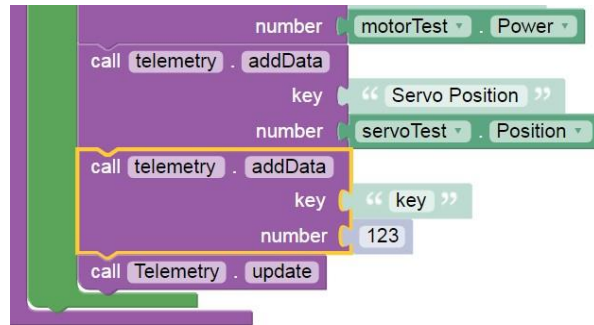 number motorTest . Power
call telemetry . addData
key “ Servo Position ”
number servoTest . Position
call telemetry . addData
key “ key ”
number 123
call Telemetry . update